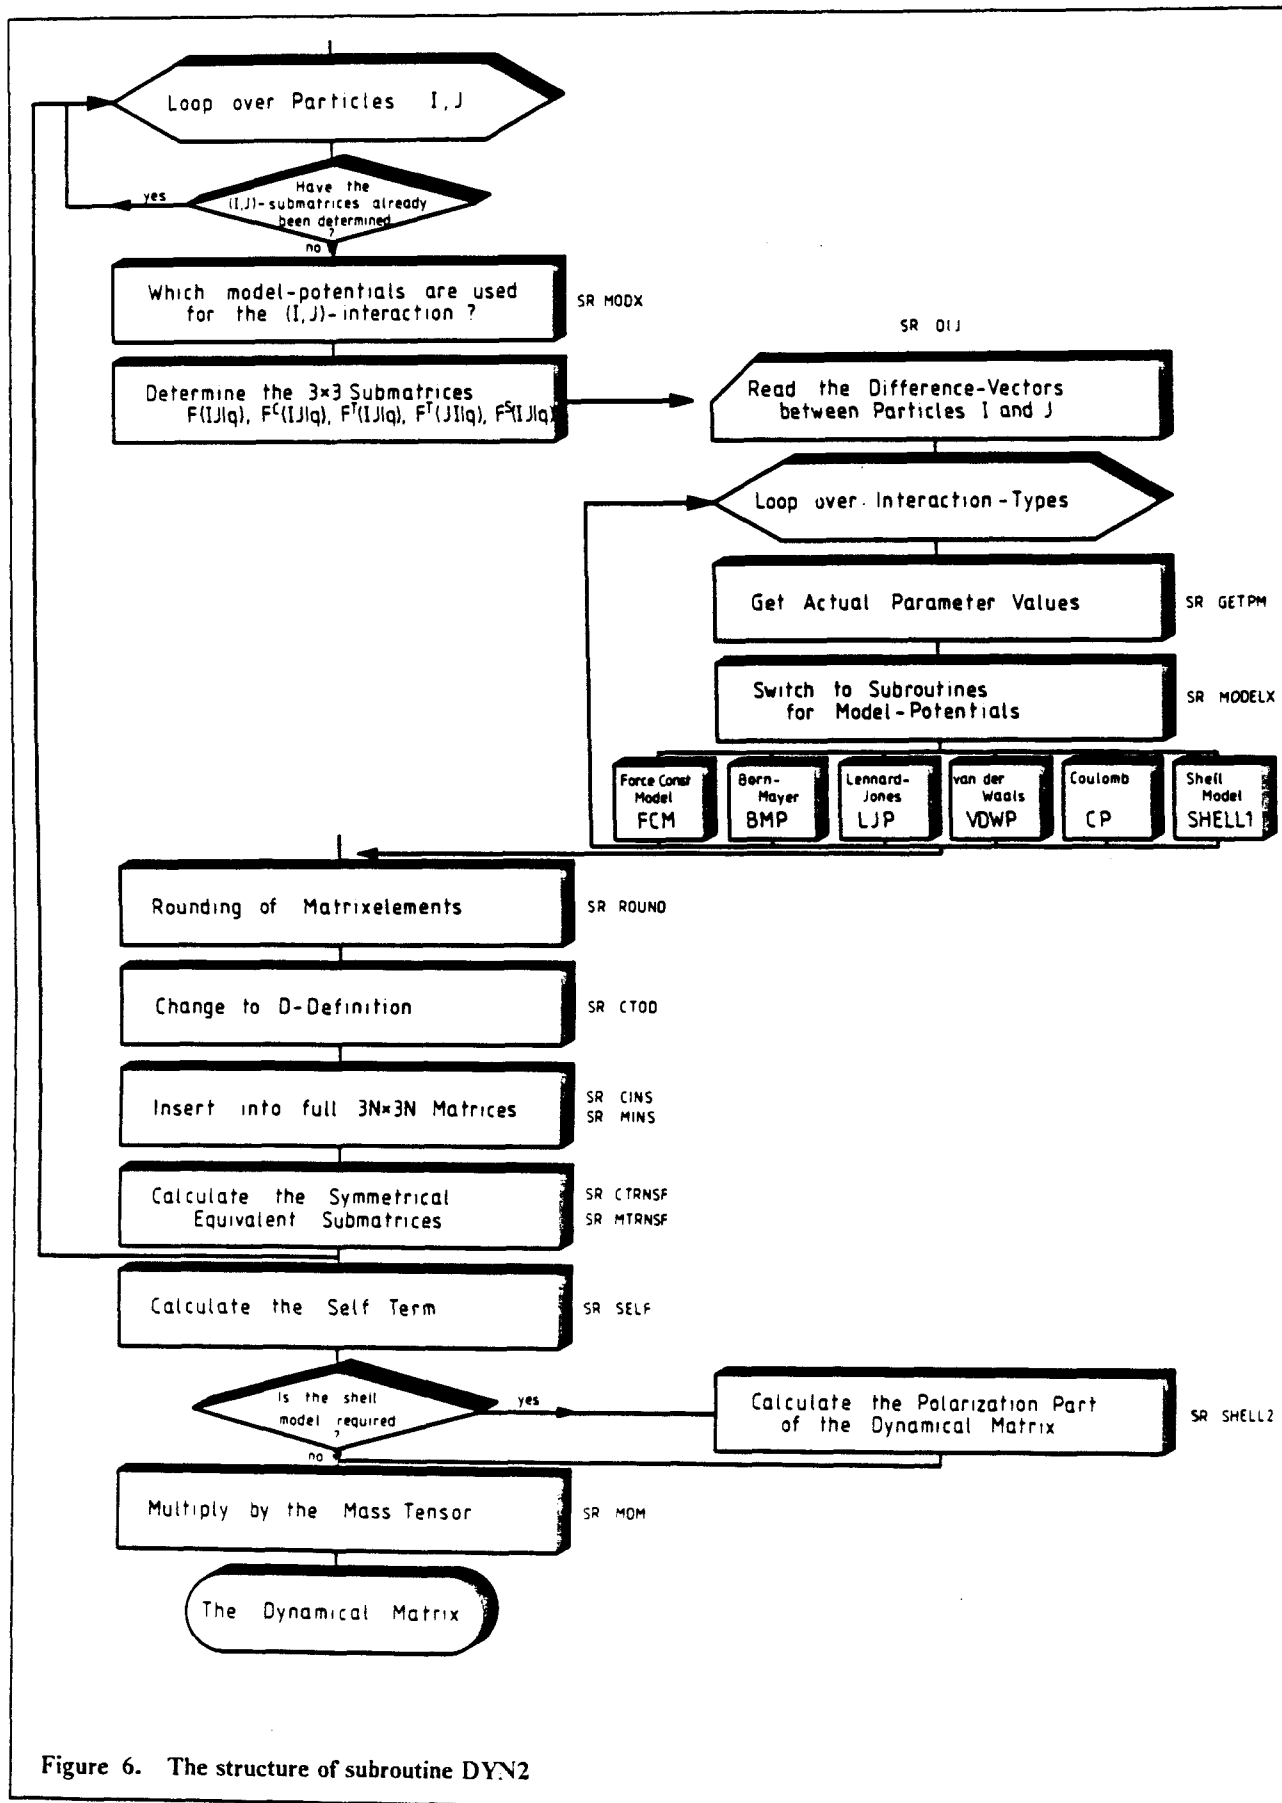 Loop over Particles I,J
Have the
(I,J)-submatrices already
been determined
?
yes
no
Which model-potentials are used
for the (I,J)-interaction ?
SR MODX
Determine the 3×3 Submatrices
F(IJ|q), F^C(IJ|q), F^T(IJ|q), F^T(JI|q), F^S(IJ|q)
SR DIJ
Read the Difference-Vectors
between Particles I and J
Loop over Interaction-Types
Get Actual Parameter Values
SR GETPM
Switch to Subroutines
for Model-Potentials
SR MODELX
Force Const
Model
FCM
Born-
Mayer
BMP
Lennard-
Jones
LJP
van der
Waals
VDWP
Coulomb
CP
Shell
Model
SHELL1
Rounding of Matrixelements
SR ROUND
Change to D-Definition
SR CTOD
Insert into full 3N×3N Matrices
SR CINS
SR MINS
Calculate the Symmetrical
Equivalent Submatrices
SR CTRNSF
SR MTRNSF
Calculate the Self Term
SR SELF
Is the shell
model required
?
yes
no
Calculate the Polarization Part
of the Dynamical Matrix
SR SHELL2
Multiply by the Mass Tensor
SR MDM
The Dynamical Matrix
Figure 6. The structure of subroutine DYN2